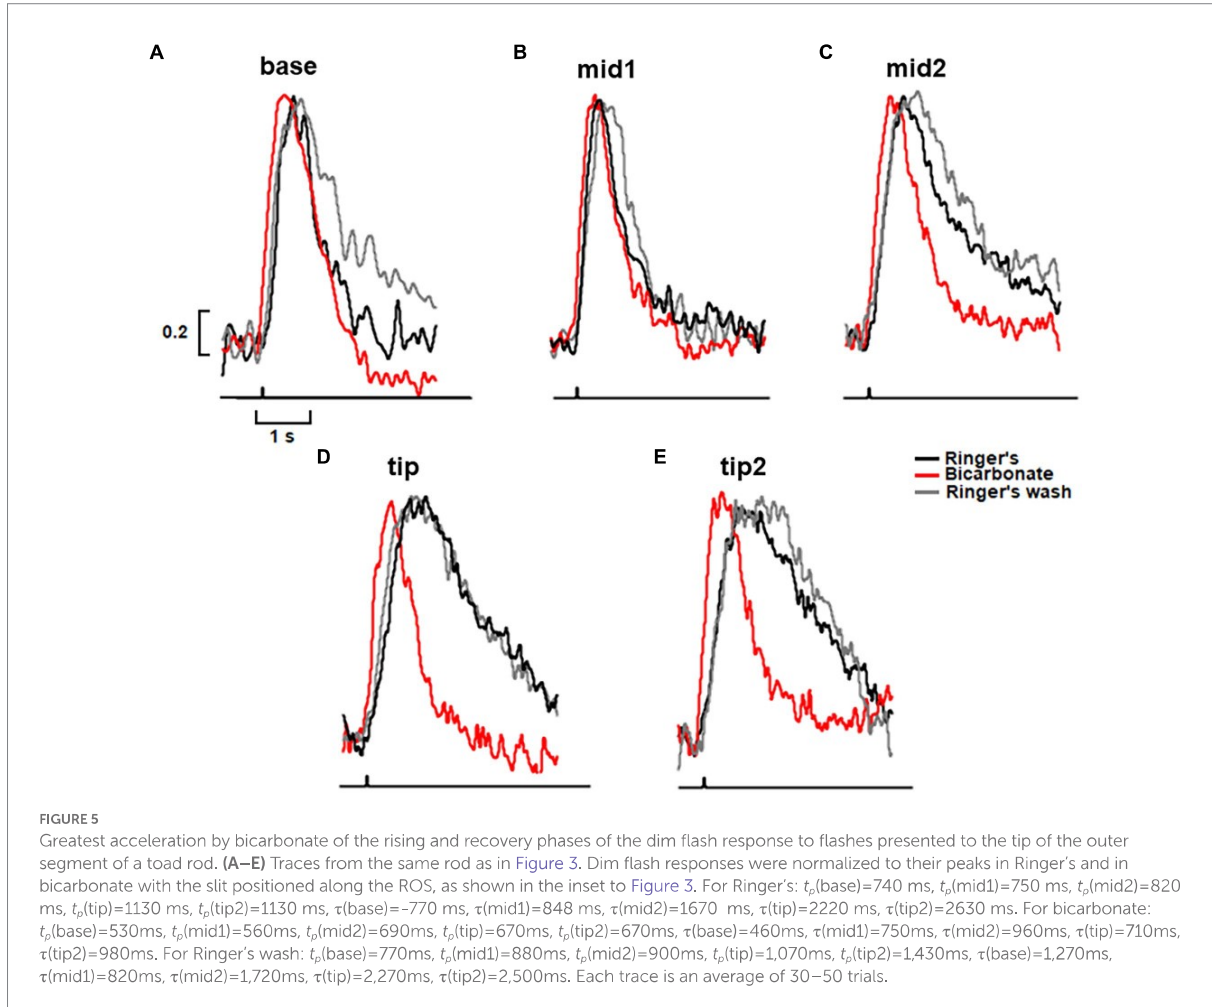 A
base
B
mid1
C
mid2
0.2
1 s
D
tip
E
tip2
Ringer's
Bicarbonate
Ringer's wash
FIGURE 5
Greatest acceleration by bicarbonate of the rising and recovery phases of the dim flash response to flashes presented to the tip of the outer
segment of a toad rod. (A–E) Traces from the same rod as in Figure 3. Dim flash responses were normalized to their peaks in Ringer's and in
bicarbonate with the slit positioned along the ROS, as shown in the inset to Figure 3. For Ringer's: tp(base)=740 ms, tp(mid1)=750 ms, tp(mid2)=820
ms, tp(tip)=1130 ms, tp(tip2)=1130 ms, τ(base)=–770 ms, τ(mid1)=848 ms, τ(mid2)=1670 ms, τ(tip)=2220 ms, τ(tip2)=2630 ms. For bicarbonate:
tp(base)=530ms, tp(mid1)=560ms, tp(mid2)=690ms, tp(tip)=670ms, tp(tip2)=670ms, τ(base)=460ms, τ(mid1)=750ms, τ(mid2)=960ms, τ(tip)=710ms,
τ(tip2)=980ms. For Ringer's wash: tp(base)=770ms, tp(mid1)=880ms, tp(mid2)=900ms, tp(tip)=1,070ms, tp(tip2)=1,430ms, τ(base)=1,270ms,
τ(mid1)=820ms, τ(mid2)=1,720ms, τ(tip)=2,270ms, τ(tip2)=2,500ms. Each trace is an average of 30–50 trials.